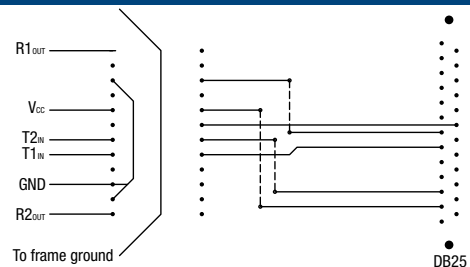 R1OUT
VCC
T2IN
T1IN
GND
R2OUT
To frame ground
DB25